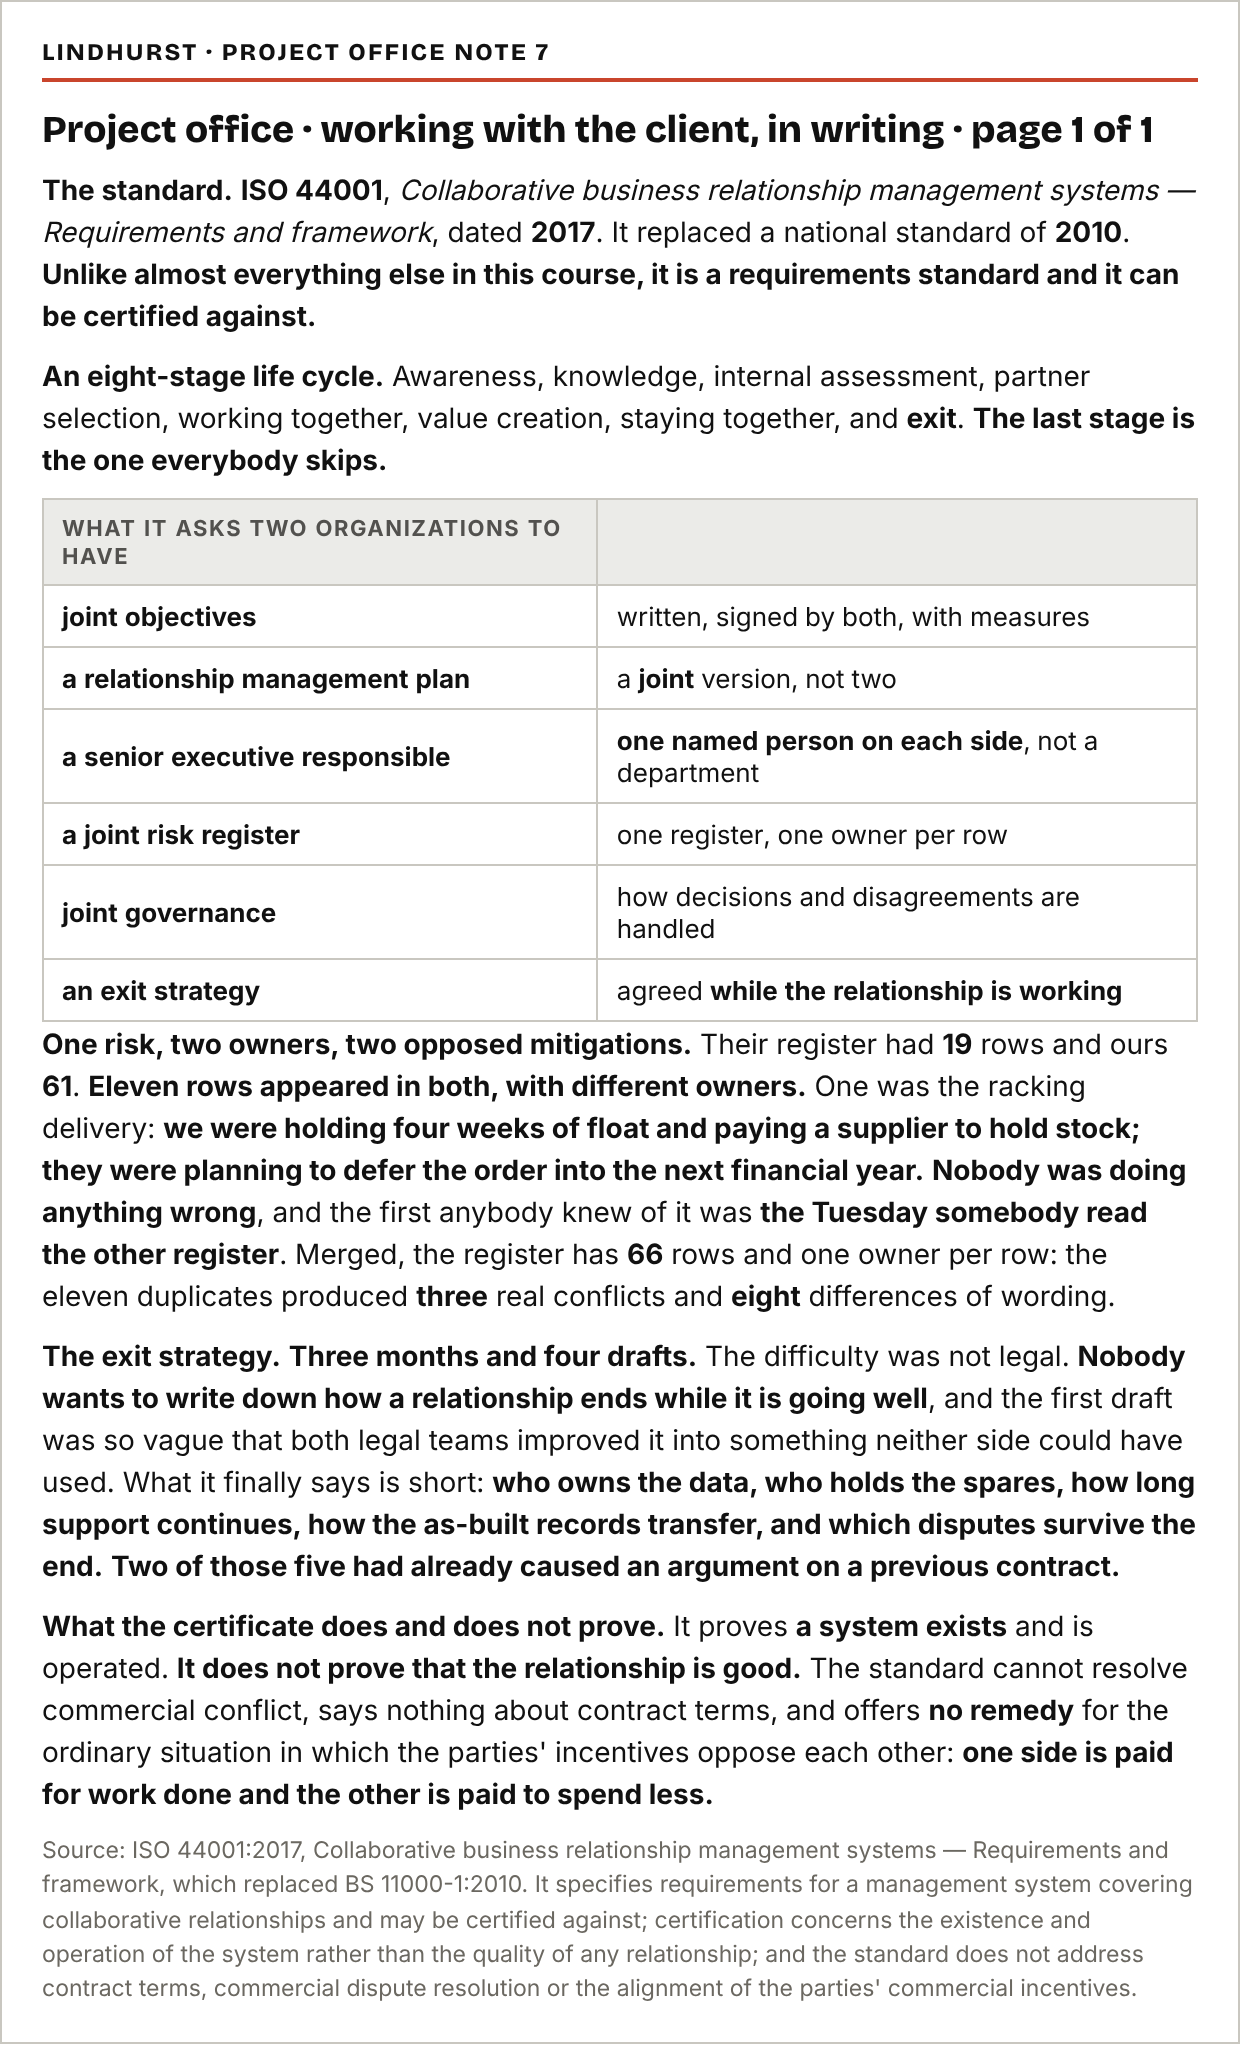 LINDHURST · PROJECT OFFICE NOTE 7
Project office · working with the client, in writing · page 1 of 1
The standard. ISO 44001, Collaborative business relationship management systems —
Requirements and framework, dated 2017. It replaced a national standard of 2010.
Unlike almost everything else in this course, it is a requirements standard and it can
be certified against.
An eight-stage life cycle. Awareness, knowledge, internal assessment, partner
selection, working together, value creation, staying together, and exit. The last stage is
the one everybody skips.
WHAT IT ASKS TWO ORGANIZATIONS TO
HAVE
joint objectives
written, signed by both, with measures
a relationship management plan
a joint version, not two
a senior executive responsible
one named person on each side, not a
department
a joint risk register
one register, one owner per row
joint governance
how decisions and disagreements are
handled
an exit strategy
agreed while the relationship is working
One risk, two owners, two opposed mitigations. Their register had 19 rows and ours
61. Eleven rows appeared in both, with different owners. One was the racking
delivery: we were holding four weeks of float and paying a supplier to hold stock;
they were planning to defer the order into the next financial year. Nobody was doing
anything wrong, and the first anybody knew of it was the Tuesday somebody read
the other register. Merged, the register has 66 rows and one owner per row: the
eleven duplicates produced three real conflicts and eight differences of wording.
The exit strategy. Three months and four drafts. The difficulty was not legal. Nobody
wants to write down how a relationship ends while it is going well, and the first draft
was so vague that both legal teams improved it into something neither side could have
used. What it finally says is short: who owns the data, who holds the spares, how long
support continues, how the as-built records transfer, and which disputes survive the
end. Two of those five had already caused an argument on a previous contract.
What the certificate does and does not prove. It proves a system exists and is
operated. It does not prove that the relationship is good. The standard cannot resolve
commercial conflict, says nothing about contract terms, and offers no remedy for the
ordinary situation in which the parties' incentives oppose each other: one side is paid
for work done and the other is paid to spend less.
Source: ISO 44001:2017, Collaborative business relationship management systems — Requirements and
framework, which replaced BS 11000-1:2010. It specifies requirements for a management system covering
collaborative relationships and may be certified against; certification concerns the existence and
operation of the system rather than the quality of any relationship; and the standard does not address
contract terms, commercial dispute resolution or the alignment of the parties' commercial incentives.